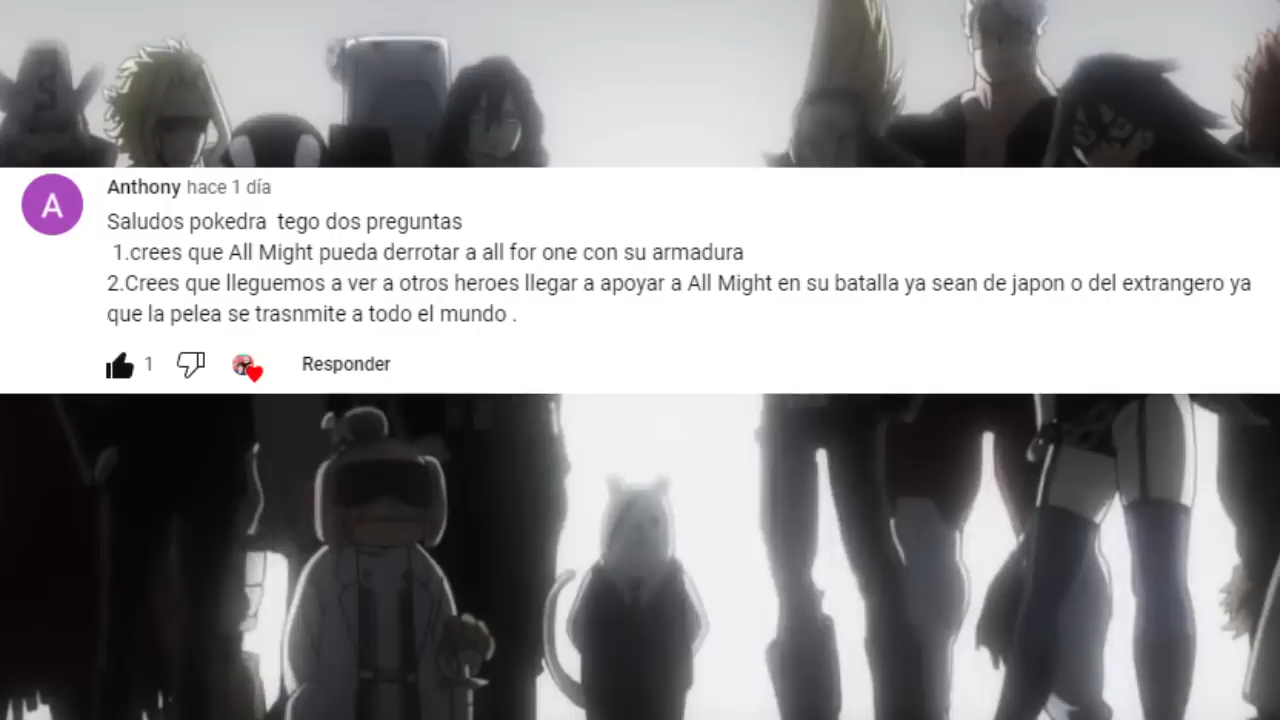 S
A
Anthony hace 1 día
Saludos pokedra tego dos preguntas
1.crees que All Might pueda derrotar a all for one con su armadura
2.Crees que lleguemos a ver a otros heroes llegar a apoyar a All Might en su batalla ya sean de japon o del extrangero ya
que la pelea se trasnmite a todo el mundo .
1 Responder